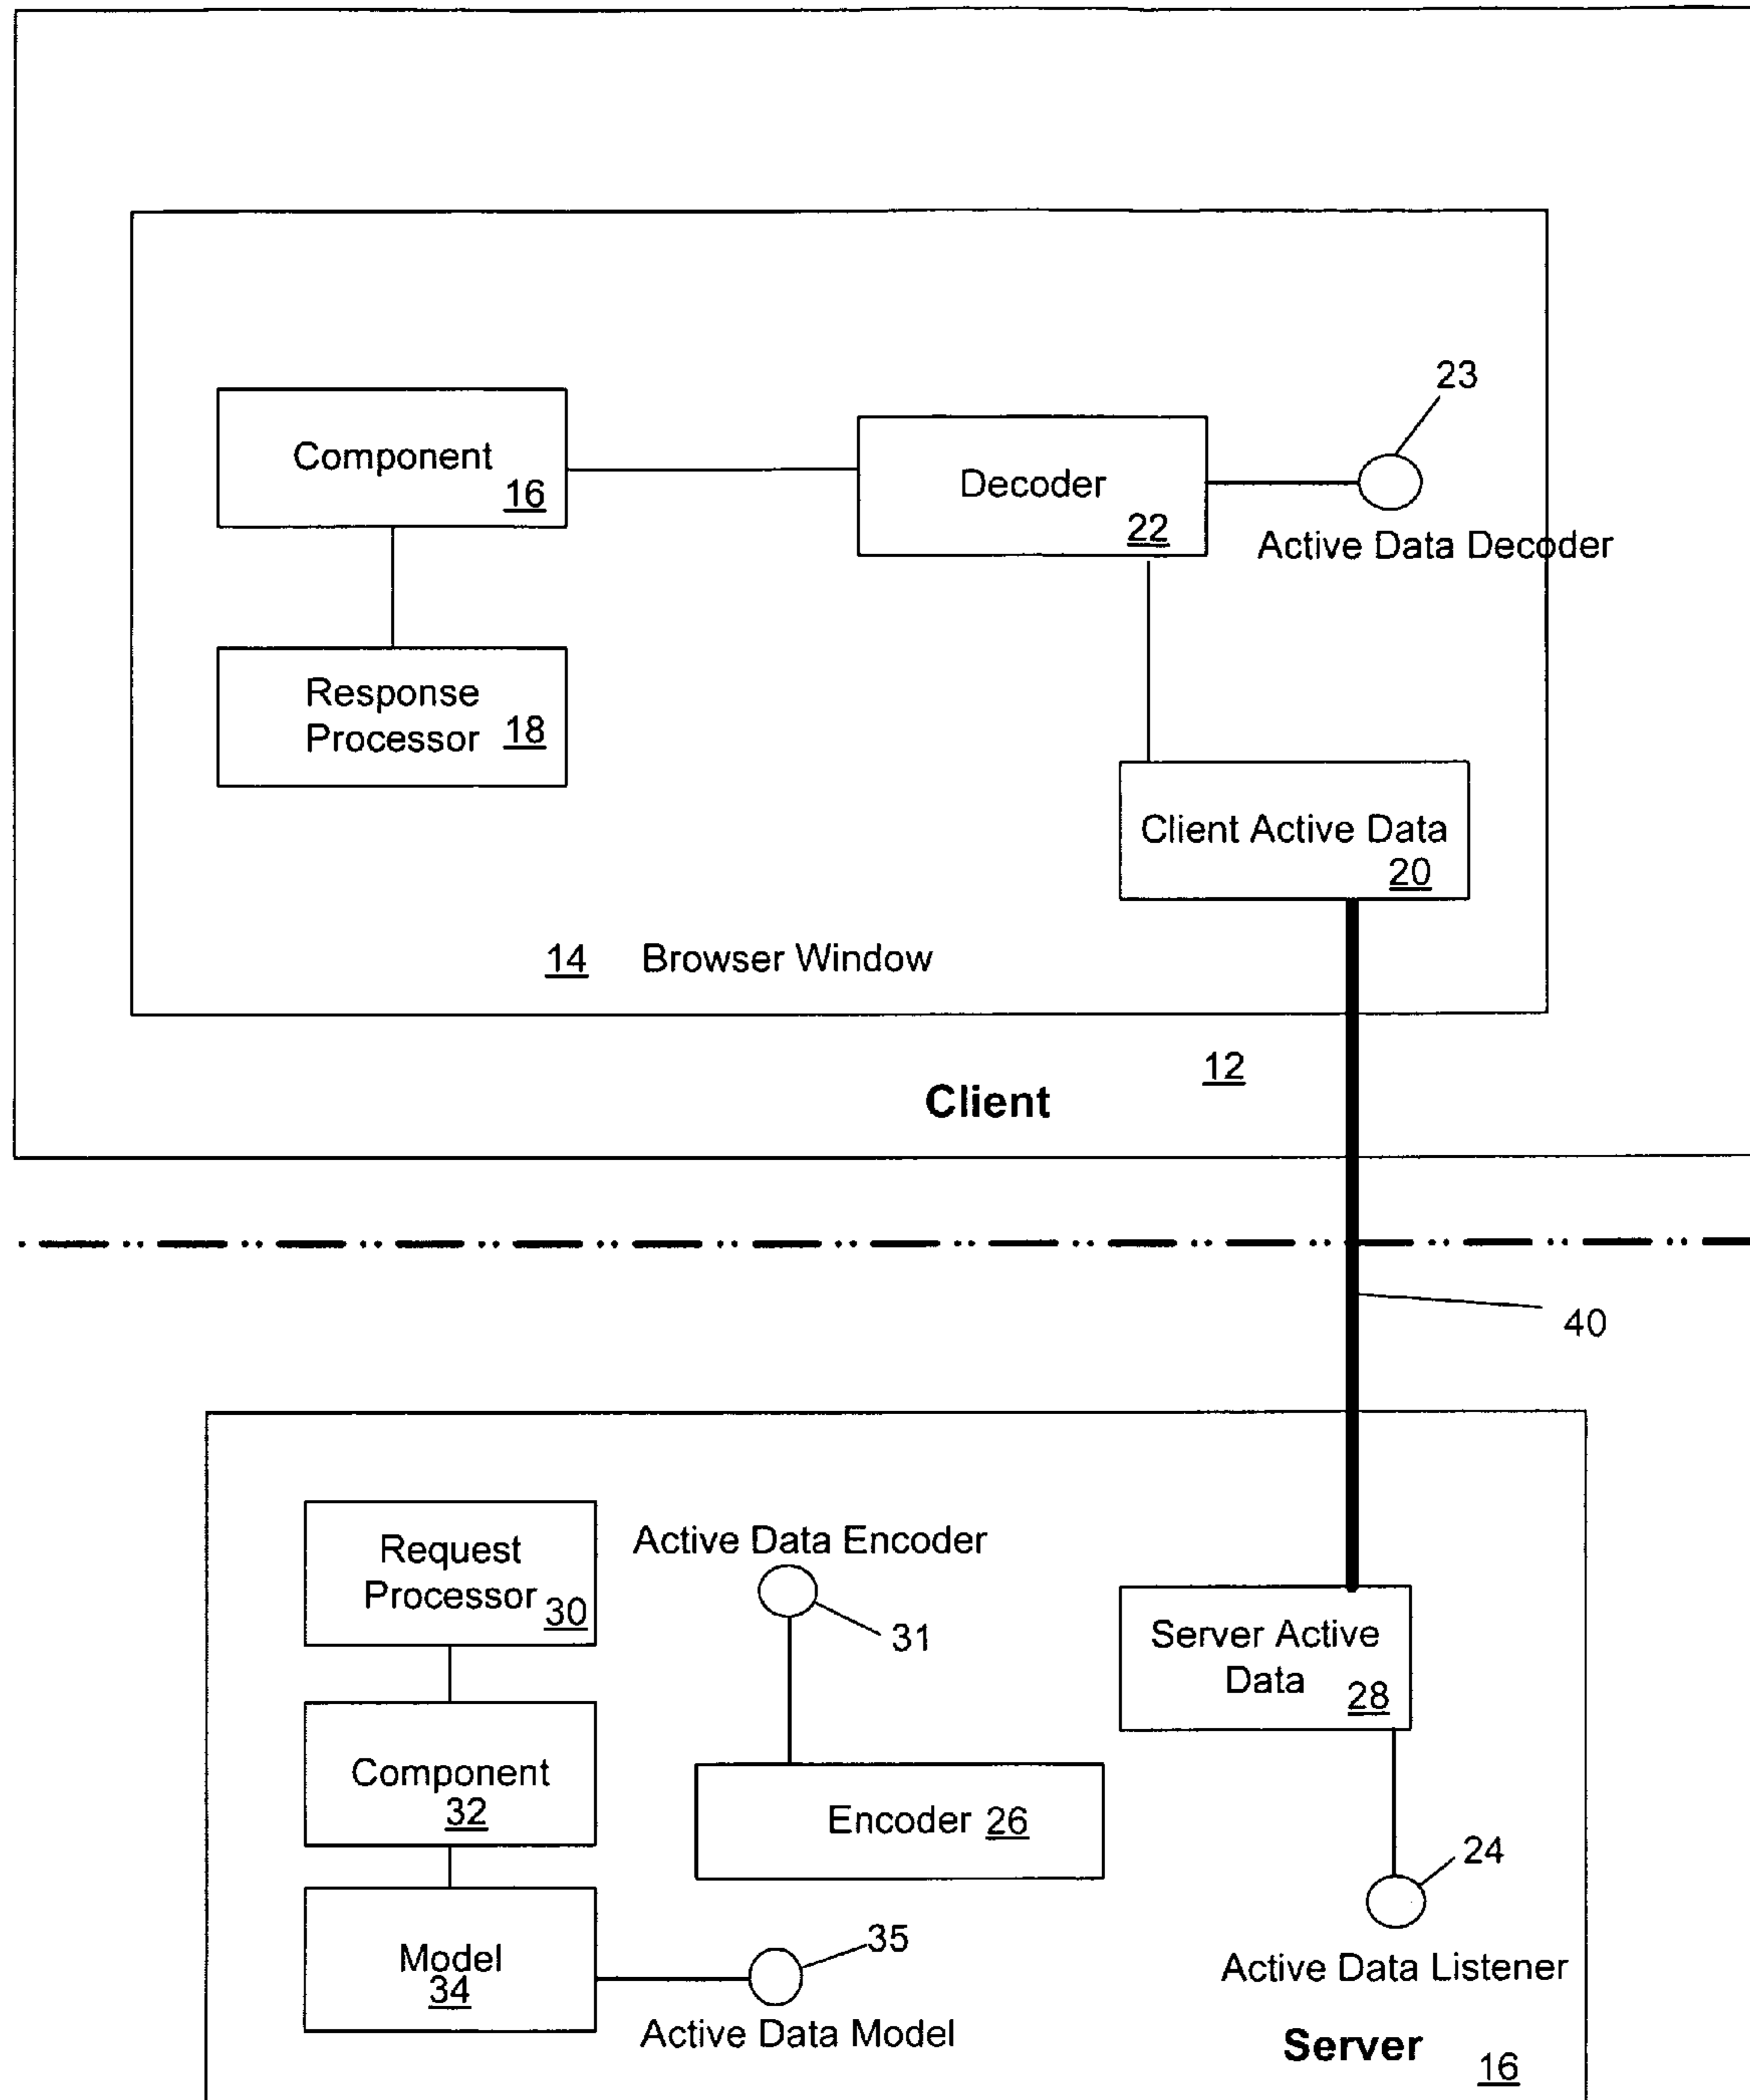 23
Component
16
Decoder
22
Active Data Decoder
Response
Processor 18
Client Active Data
20
14 Browser Window
12
Client
40
Request
Processor 30
Active Data Encoder
31
Server Active
Data 28
Component
32
Encoder 26
24
Model
34
35
Active Data Listener
Active Data Model
Server
16